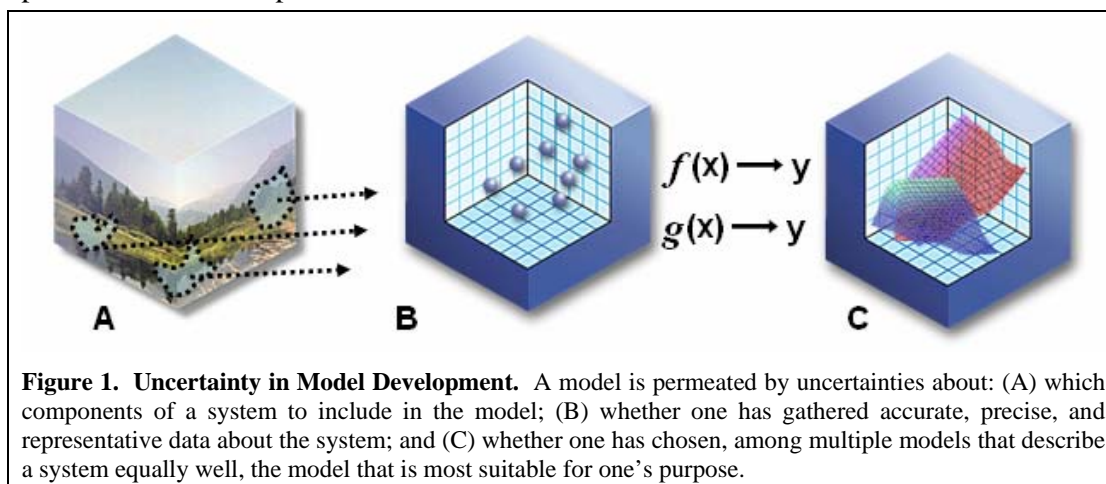 f(x) → y
g(x) → y
A
B
C
Figure 1. Uncertainty in Model Development. A model is permeated by uncertainties about: (A) which
components of a system to include in the model; (B) whether one has gathered accurate, precise, and
representative data about the system; and (C) whether one has chosen, among multiple models that describe
a system equally well, the model that is most suitable for one's purpose.